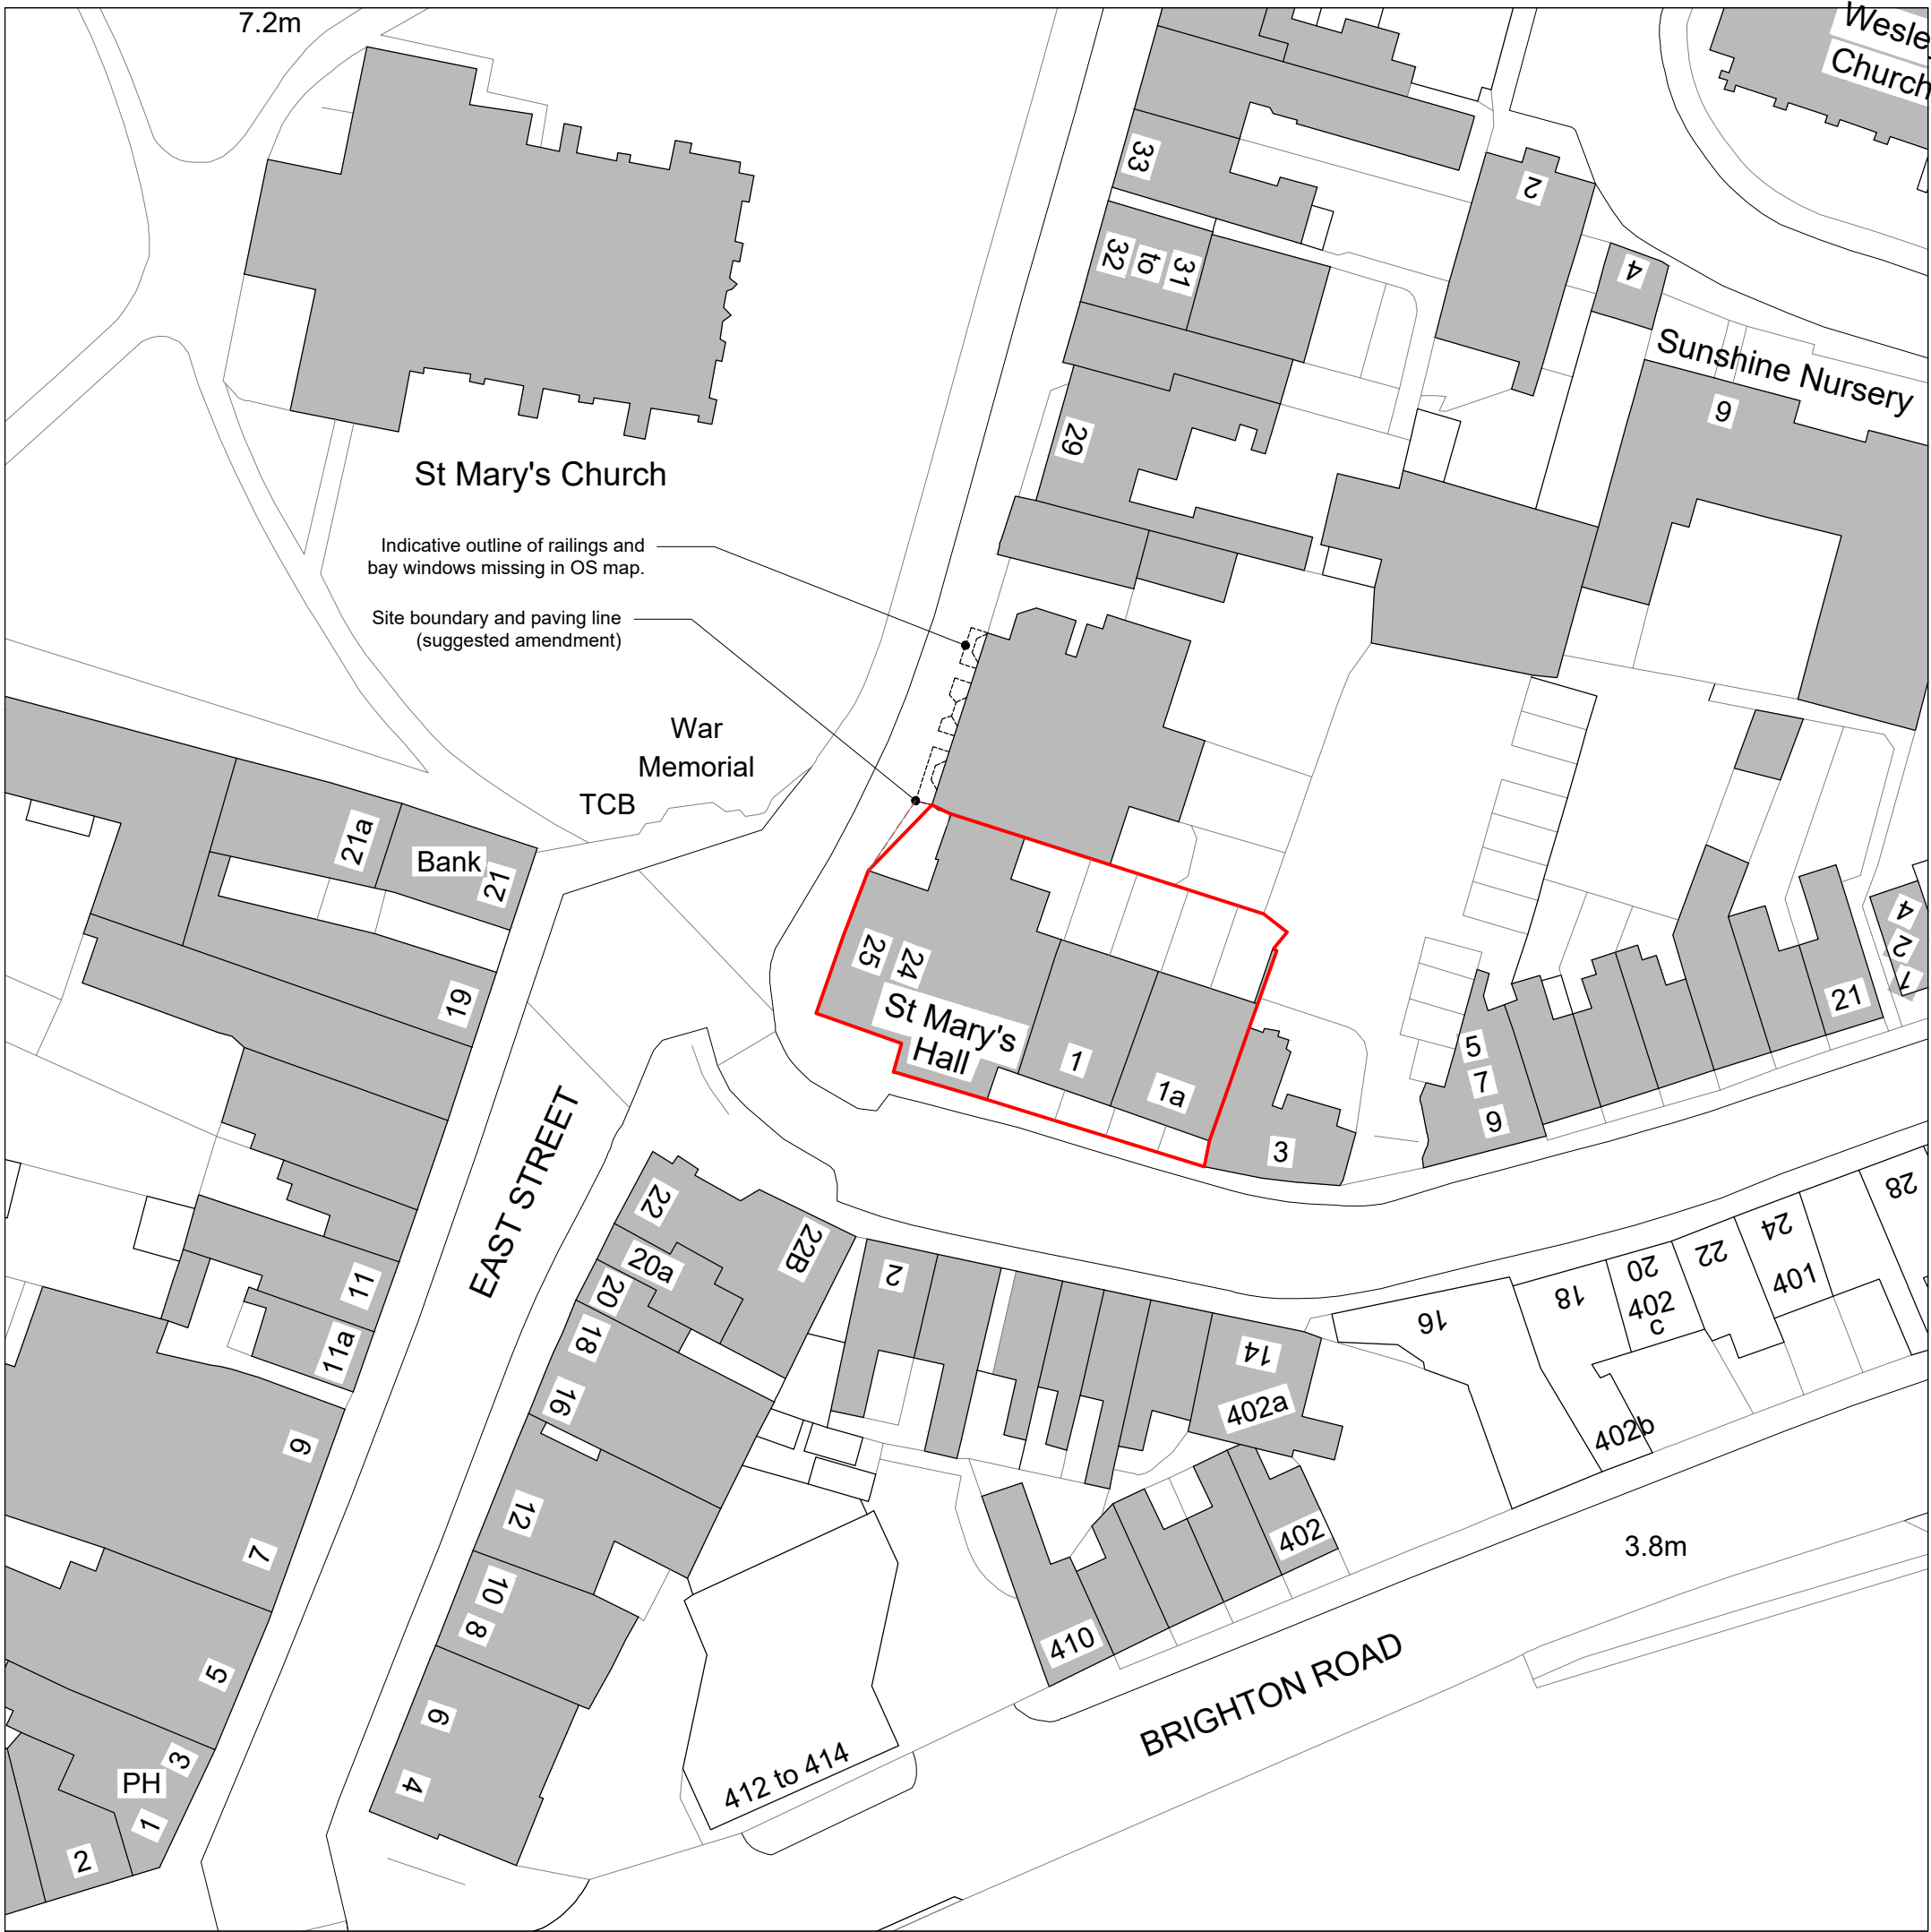 7.2m
Wesle
Church
33
2
32
to
31
4
Sunshine Nursery
9
29
St Mary's Church
Indicative outline of railings and
bay windows missing in OS map.
Site boundary and paving line
(suggested amendment)
War
Memorial
TCB
21a
Bank
21
25
24
St Mary's
Hall
1
1a
3
5
7
9
21
4
2
1
19
EAST STREET
22
22B
20a
20
18
16
12
10
8
6
4
11
11a
9
7
5
3
PH
1
2
2
14
402a
16
18
20
402
c
22
24
401
28
402b
402
410
412 to 414
BRIGHTON ROAD
3.8m